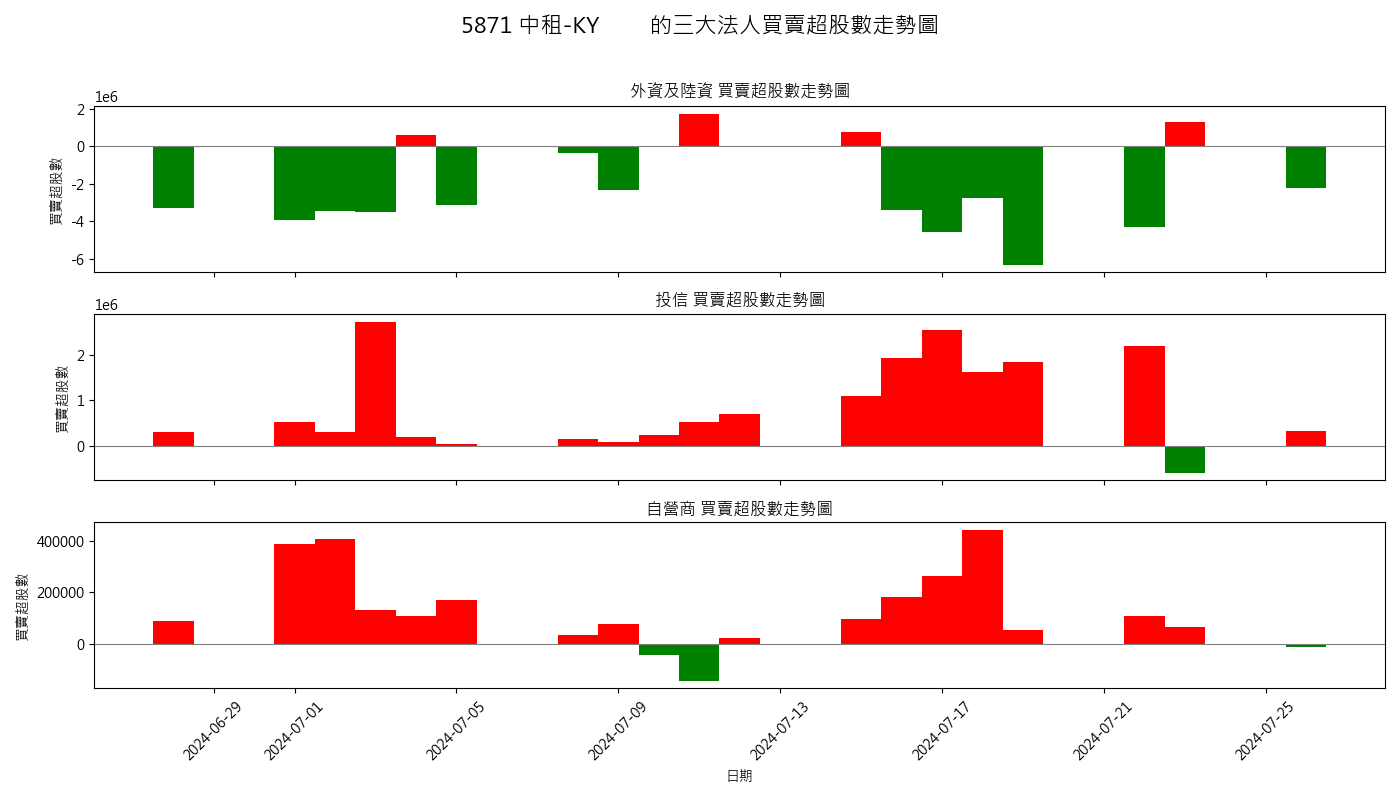 5871 中租-KY 的三大法人買賣超股數走勢圖
外資及陸資 買賣超股數走勢圖
1e6
買賣超股數
2
0
-2
-4
-6
投信 買賣超股數走勢圖
1e6
買賣超股數
2
1
0
自營商 買賣超股數走勢圖
買賣超股數
400000
200000
0
2024-06-29
2024-07-01
2024-07-05
2024-07-09
2024-07-13
2024-07-17
2024-07-21
2024-07-25
日期